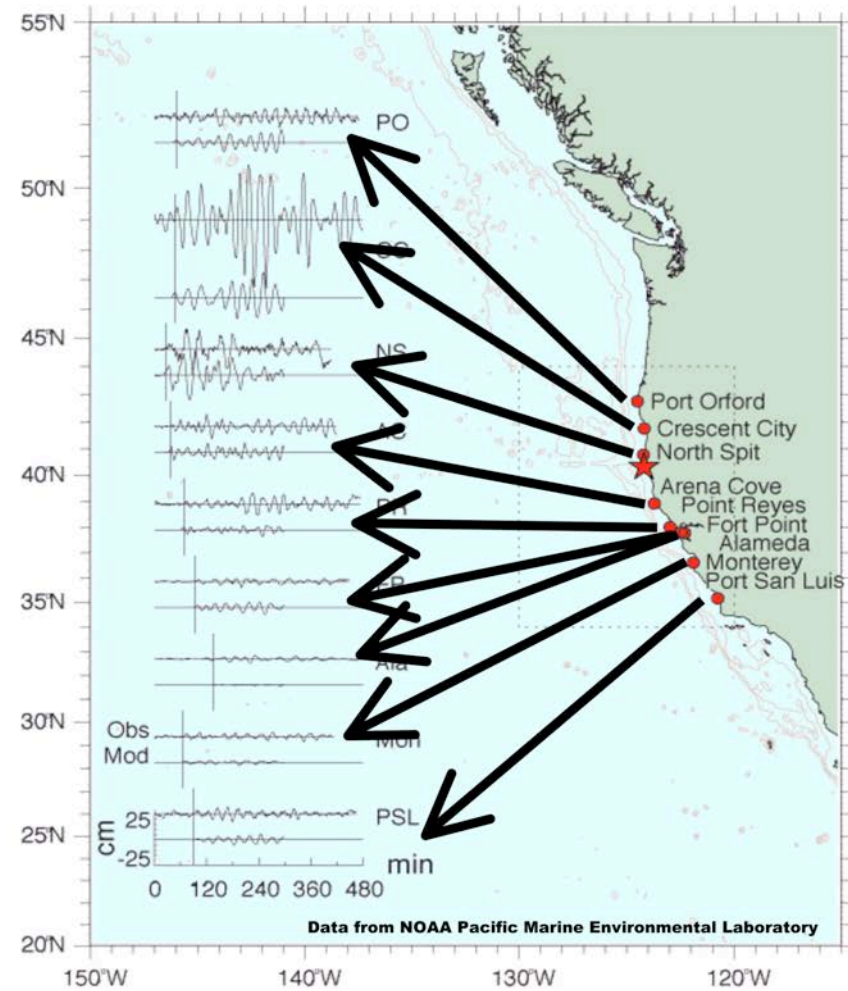 55°N
50°N
45°N
40°N
35°N
30°N
25°N
20°N
150°W
140°W
130°W
120°W
PO
NS
Ala
Mon
PSL
Obs
Mod
cm
25
-25
0 120 240 360 480
min
Port Orford
Crescent City
North Spit
Arena Cove
Point Reyes
Fort Point
Alameda
Monterey
Port San Luis
Data from NOAA Pacific Marine Environmental Laboratory